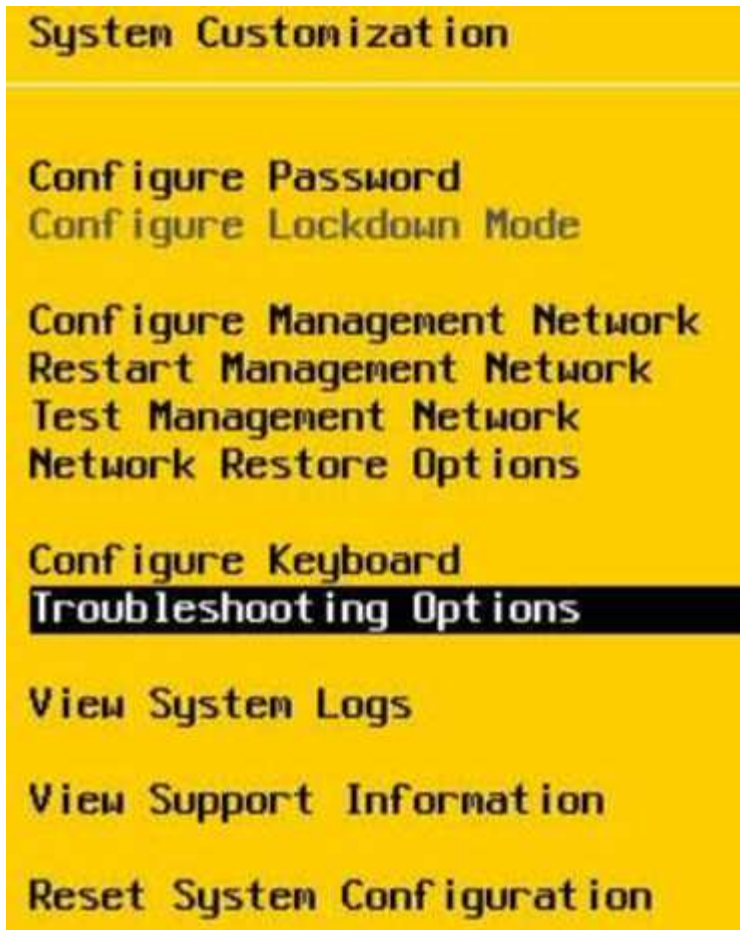 System Customization
Configure Password
Configure Lockdown Mode
Configure Management Network
Restart Management Network
Test Management Network
Network Restore Options
Configure Keyboard
Troubleshooting Options
View System Logs
View Support Information
Reset System Configuration